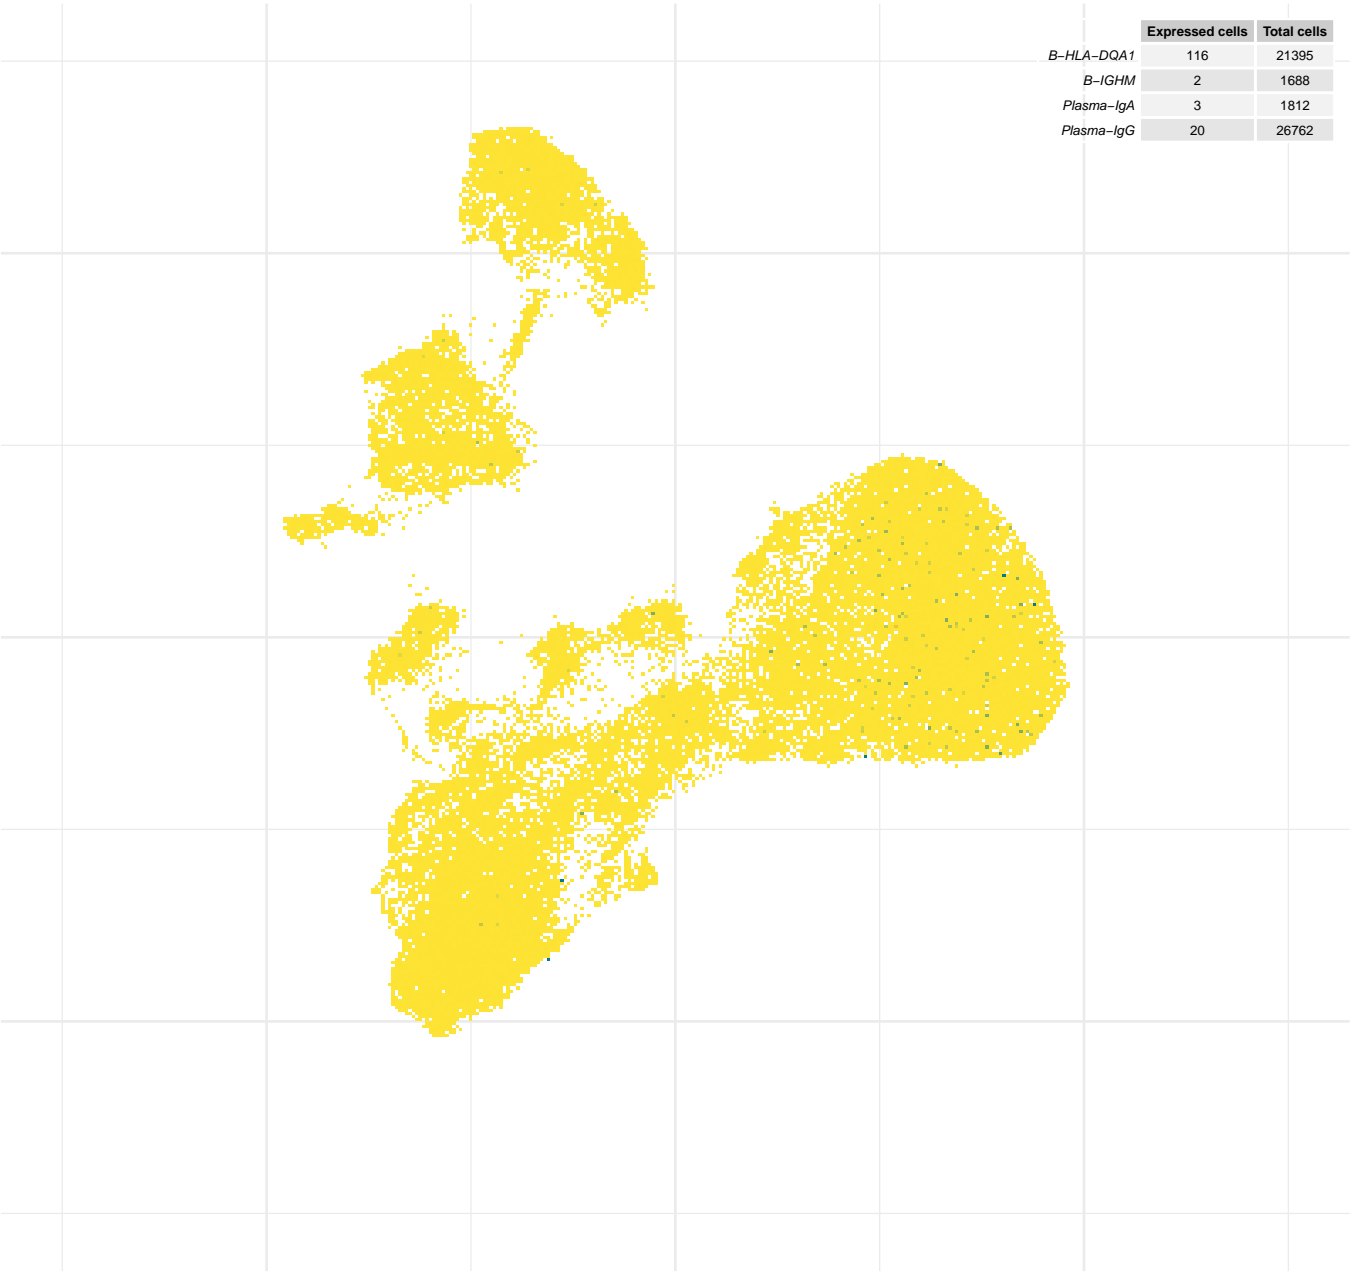 Expressed cells Total cells
B−HLA−DQA1 116 21395
B−IGHM 2 1688
Plasma−IgA 3 1812
Plasma−IgG 20 26762